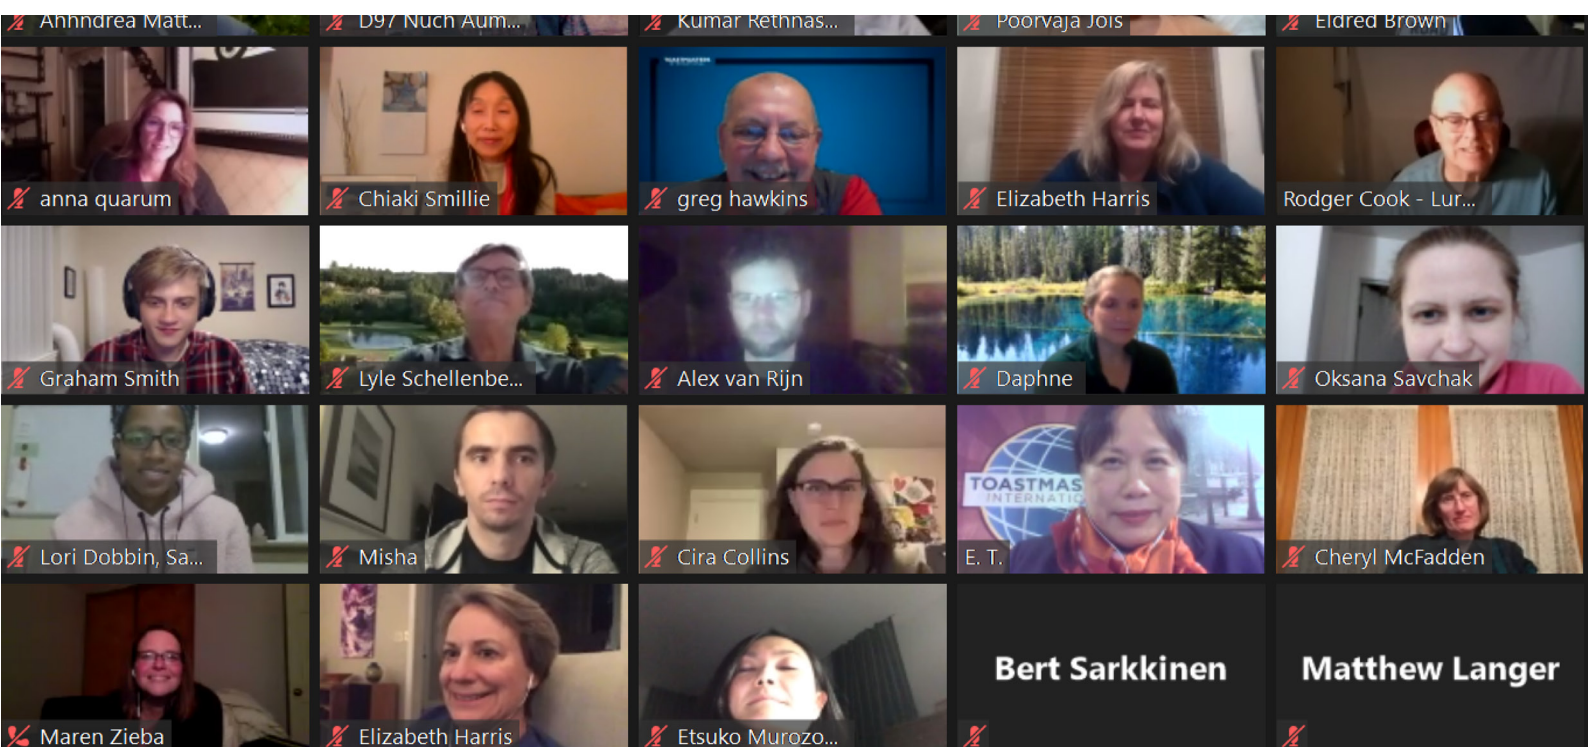 Ahhndrea Matt...
D97 Nuch Aum...
Kumar Rethnas...
Poorvaja Jois
Eldred Brown
anna quarum
Chiaki Smillie
greg hawkins
Elizabeth Harris
Rodger Cook - Lur...
Graham Smith
Lyle Schellenbe...
Alex van Rijn
Daphne
Oksana Savchak
Lori Dobbin, Sa...
Misha
Cira Collins
TOASTMAS
INTERNATIO
E. T.
Cheryl McFadden
Maren Zieba
Elizabeth Harris
Etsuko Murozo...
Bert Sarkkinen
Matthew Langer